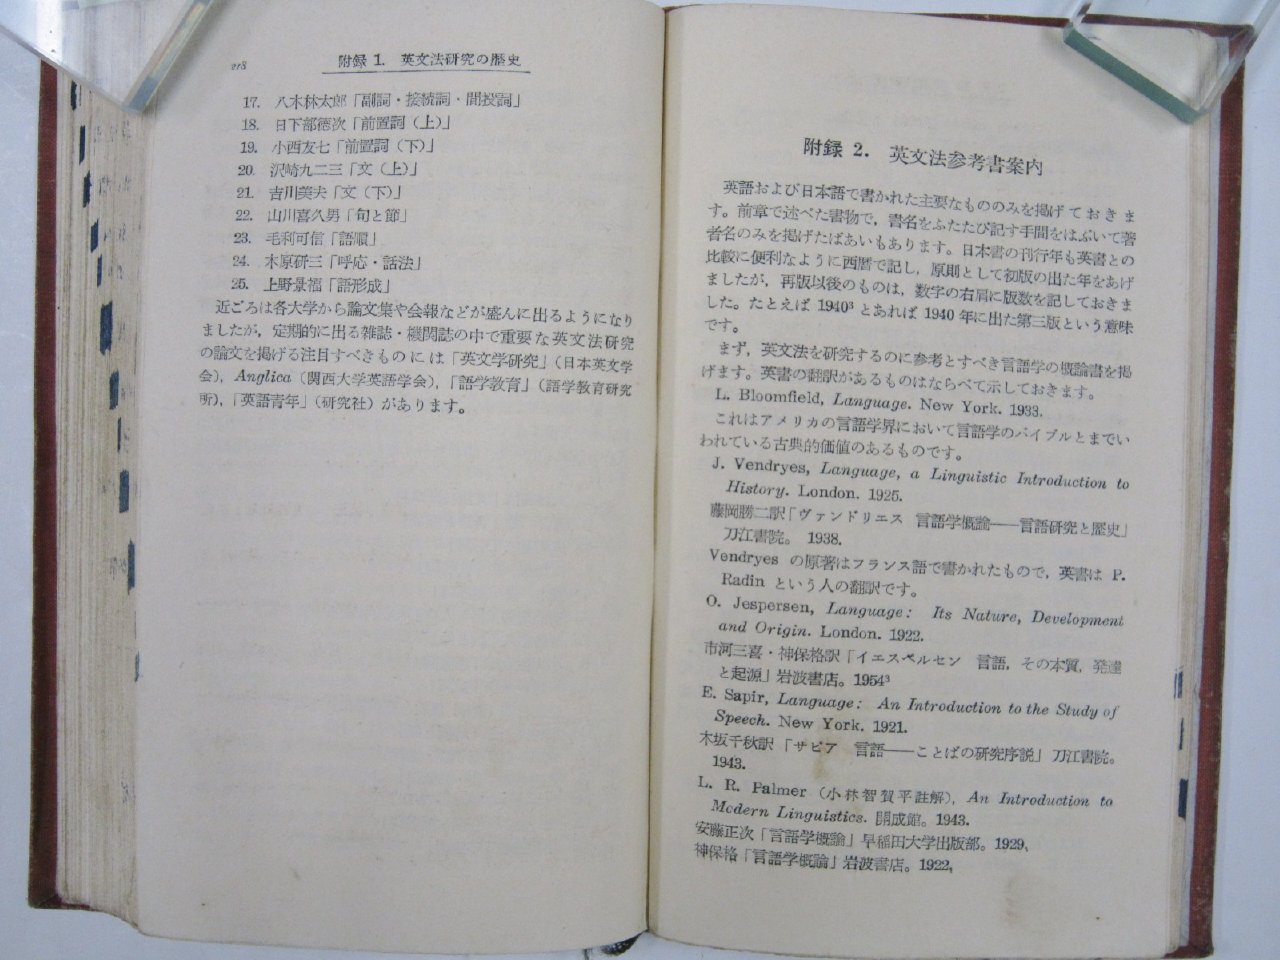 218
附録 1. 英文法研究の歴史
17. 八木林太郎「副詞・接続詞・間投詞」
18. 日下部徳次「前置詞（上）」
19. 小西友七「前置詞（下）」
20. 沢崎九二三「文（上）」
21. 吉川美夫「文（下）」
22. 山川喜久男「句と節」
23. 毛利可信「語順」
24. 木原研三「呼応・話法」
25. 上野景福「語形成」
近ごろは各大学から論文集や会報などが盛んに出るようになり
ましたが，定期的に出る雑誌・機関誌の中で重要な英文法研究
の論文を掲げる注目すべきものには「英文学研究」（日本英文学
会），Anglica（関西大学英語学会），「語学教育」（語学教育研究
所），「英語青年」（研究社）があります。
附録 2. 英文法参考書案内
英語および日本語で書かれた主要なもののみを掲げておきま
す。前章で述べた書物で，書名をふたたび記す手間をはぶいて著
者名のみを掲げたばあいもあります。日本書の刊行年も英書との
比較に便利なように西暦で記し，原則として初版の出た年をあげ
ましたが，再版以後のものは，数字の右肩に版数を記しておきま
した。たとえば 1940³ とあれば 1940 年に出た第三版という意味
です。
まず，英文法を研究するのに参考とすべき言語学の概論書を掲
げます。英書の翻訳があるものはならべて示しておきます。
L. Bloomfield, Language. New York. 1933.
これはアメリカの言語学界において言語学のバイブルとまでい
われている古典的価値のあるものです。
J. Vendryes, Language, a Linguistic Introduction to
History. London. 1925.
藤岡勝二訳「ヴァンドリエス 言語学概論——言語研究と歴史」
刀江書院。 1938.
Vendryes の原著はフランス語で書かれたもので，英書は P.
Radin という人の翻訳です。
O. Jespersen, Language: Its Nature, Development
and Origin. London. 1922.
市河三喜・神保格訳「イエスペルセン 言語，その本質，発達
と起源」岩波書店。1954³
E. Sapir, Language: An Introduction to the Study of
Speech. New York. 1921.
木坂千秋訳 「サピア 言語——ことばの研究序説」刀江書院。
1943.
L. R. Palmer（小林智賀平註解），An Introduction to
Modern Linguistics. 開成館。1943.
安藤正次「言語学概論」早稲田大学出版部。1929,
神保格「言語学概論」岩波書店。1922,